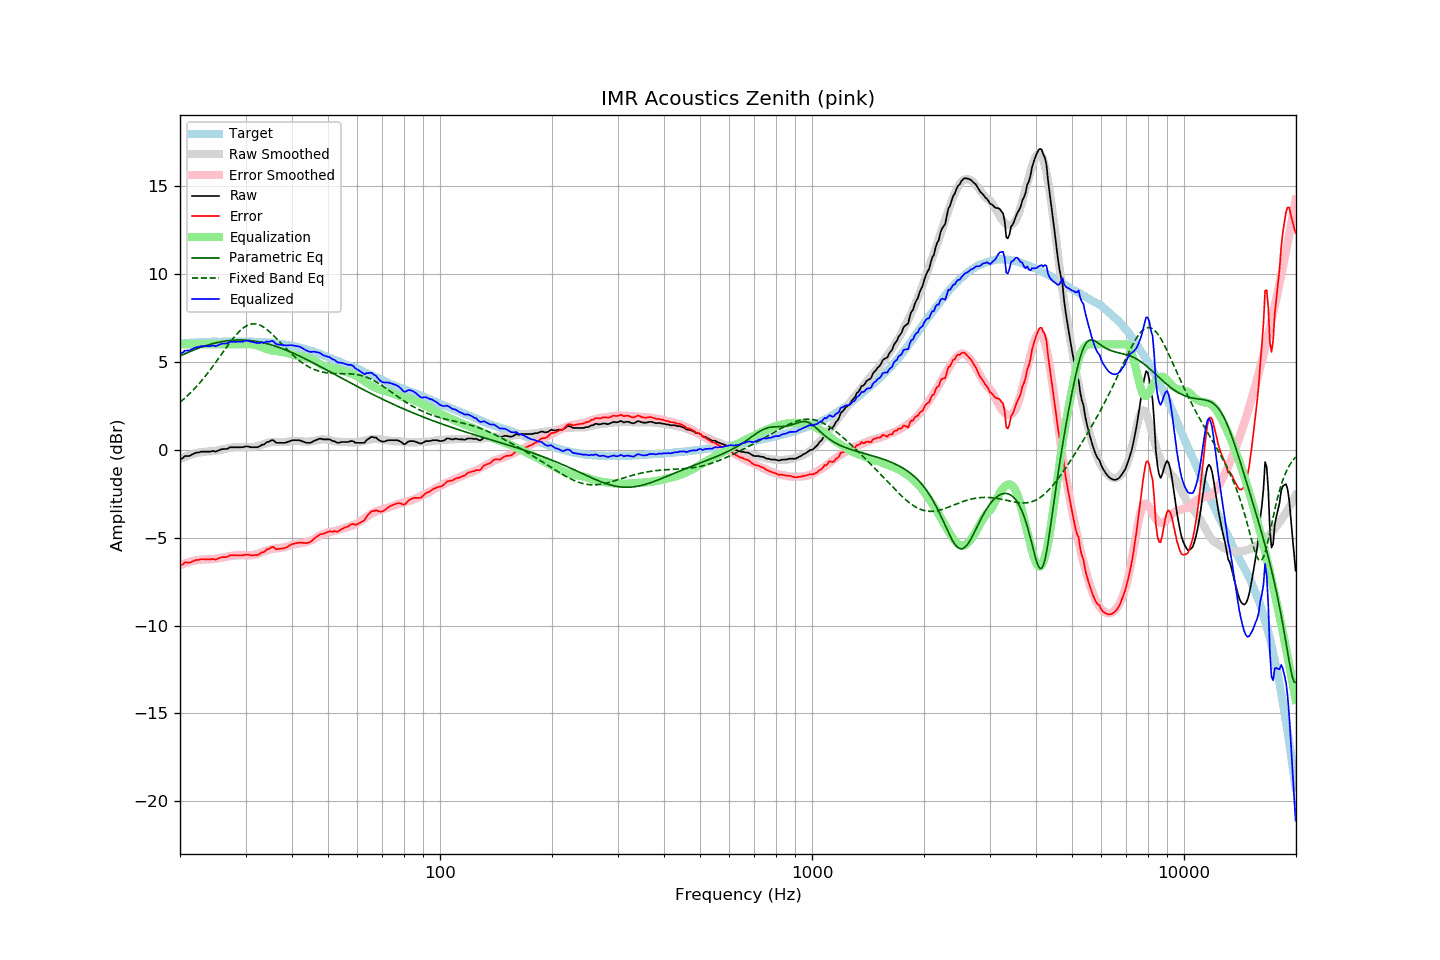 IMR Acoustics Zenith (pink)
Target
Raw Smoothed
Error Smoothed
Raw
Error
Equalization
Parametric Eq
Fixed Band Eq
Equalized
15
10
5
0
−5
−10
−15
−20
Amplitude (dBr)
100
1000
10000
Frequency (Hz)